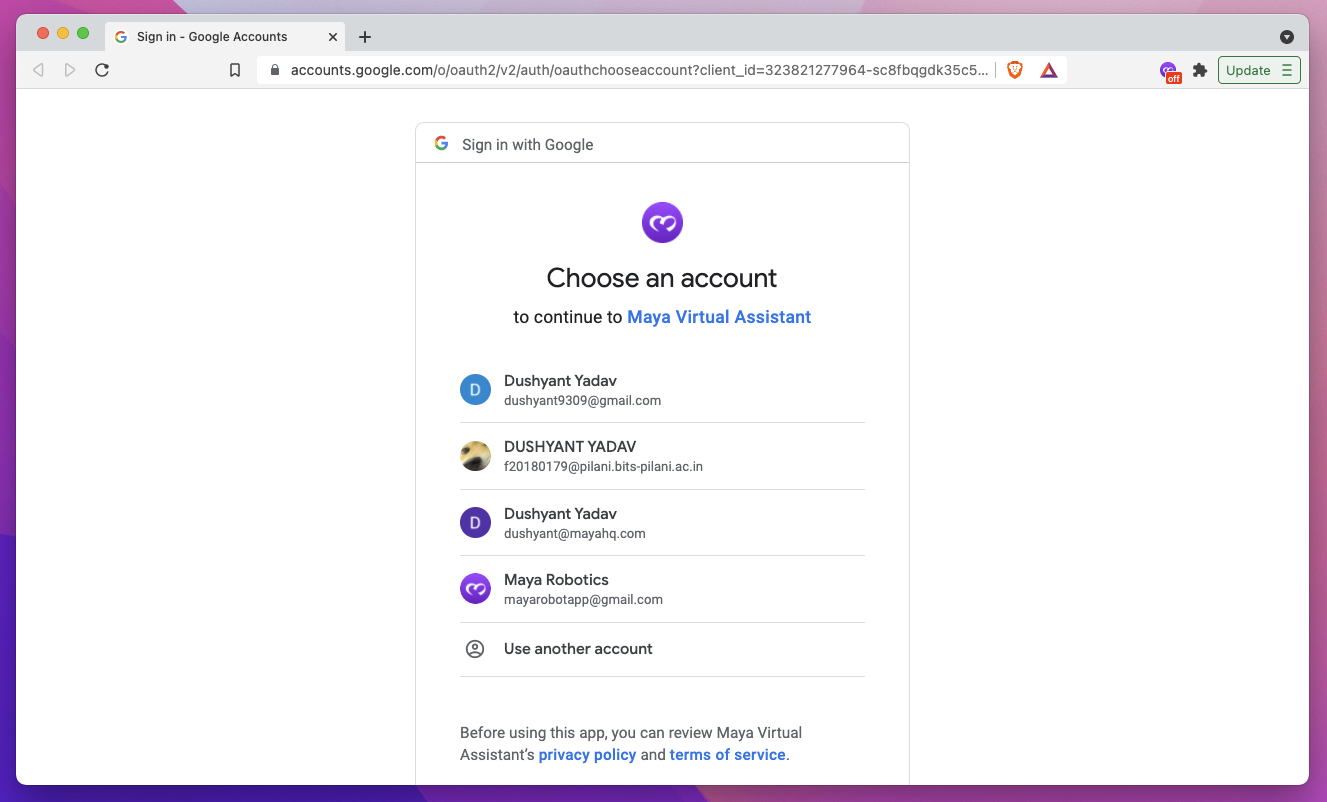 Sign in - Google Accounts
accounts.google.com/o/oauth2/v2/auth/oauthchooseaccount?client_id=323821277964-sc8fbqgdk35c5...
off
Update
Sign in with Google
Choose an account
to continue to Maya Virtual Assistant
D
Dushyant Yadav
dushyant9309@gmail.com
DUSHYANT YADAV
f20180179@pilani.bits-pilani.ac.in
D
Dushyant Yadav
dushyant@mayahq.com
Maya Robotics
mayarobotapp@gmail.com
Use another account
Before using this app, you can review Maya Virtual
Assistant's privacy policy and terms of service.